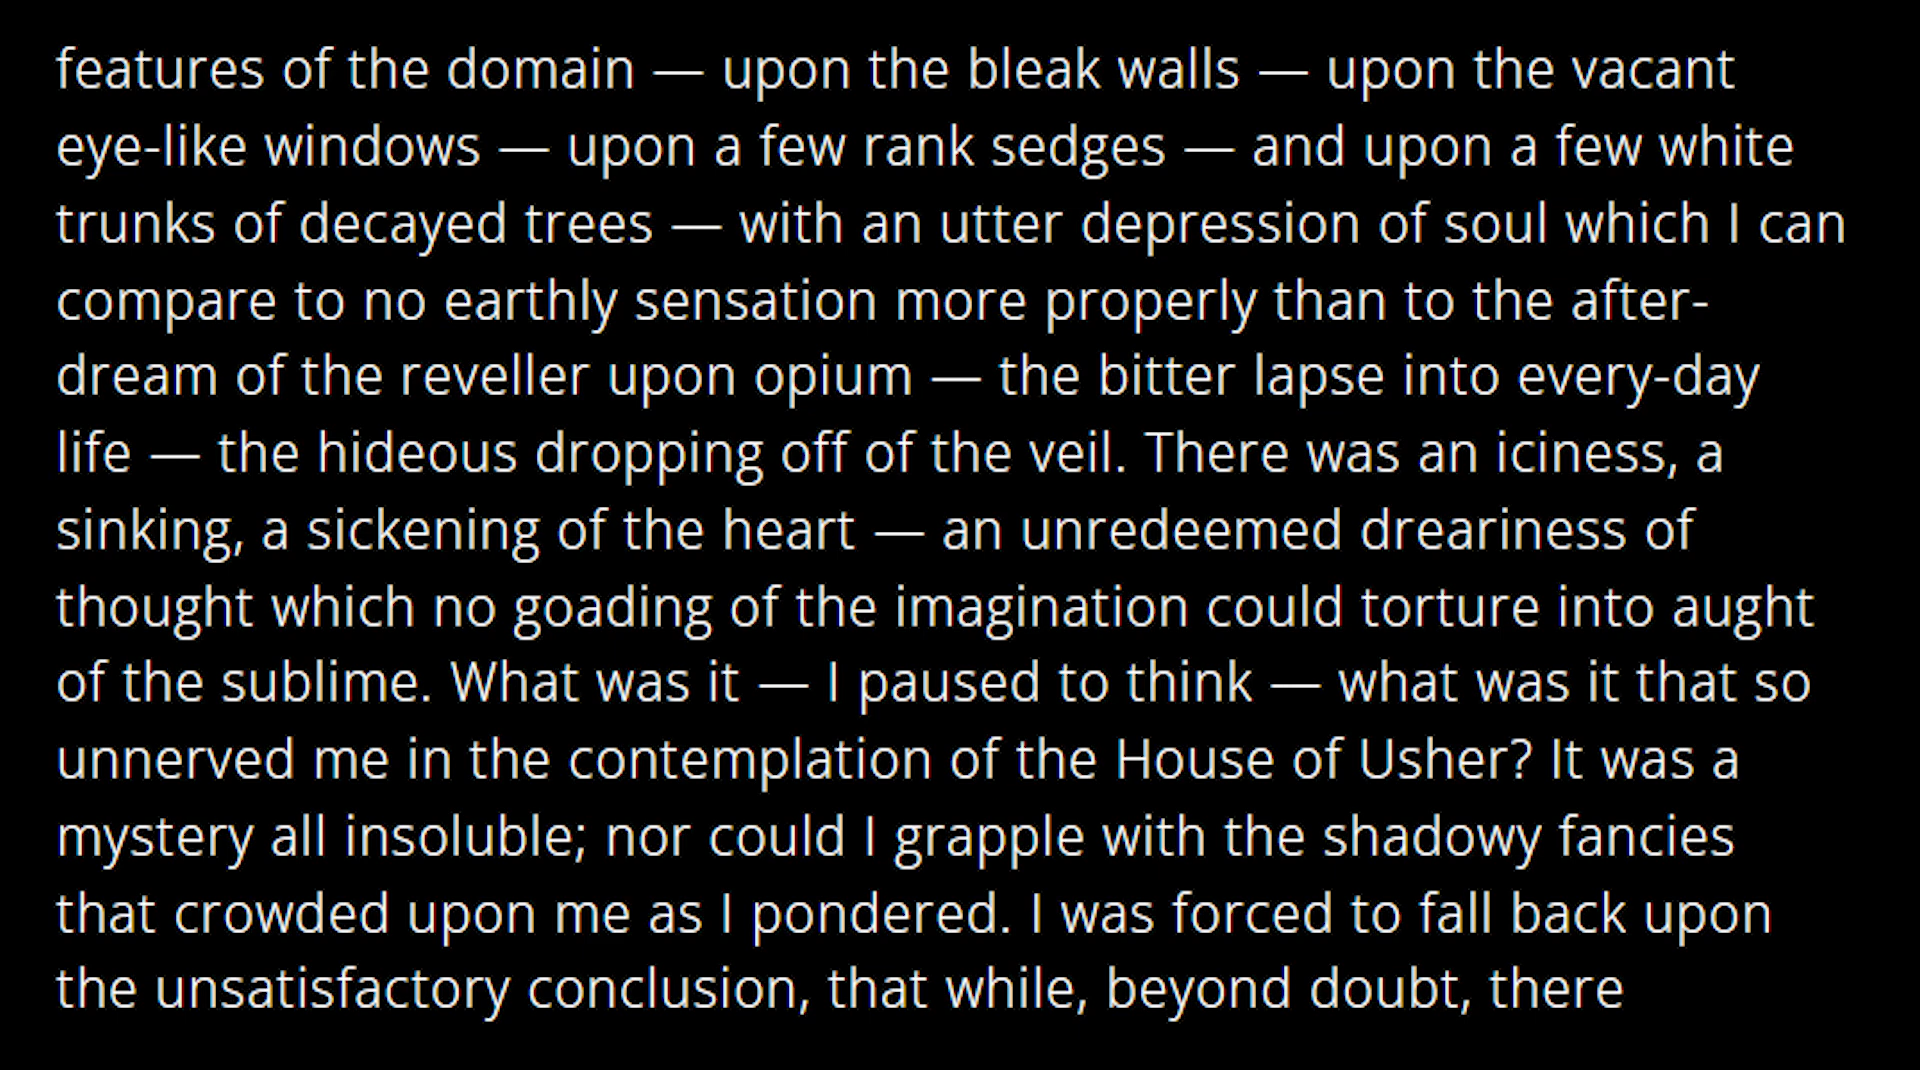 features of the domain — upon the bleak walls — upon the vacant
eye-like windows — upon a few rank sedges — and upon a few white
trunks of decayed trees — with an utter depression of soul which I can
compare to no earthly sensation more properly than to the after-
dream of the reveller upon opium — the bitter lapse into every-day
life — the hideous dropping off of the veil. There was an iciness, a
sinking, a sickening of the heart — an unredeemed dreariness of
thought which no goading of the imagination could torture into aught
of the sublime. What was it — I paused to think — what was it that so
unnerved me in the contemplation of the House of Usher? It was a
mystery all insoluble; nor could I grapple with the shadowy fancies
that crowded upon me as I pondered. I was forced to fall back upon
the unsatisfactory conclusion, that while, beyond doubt, there